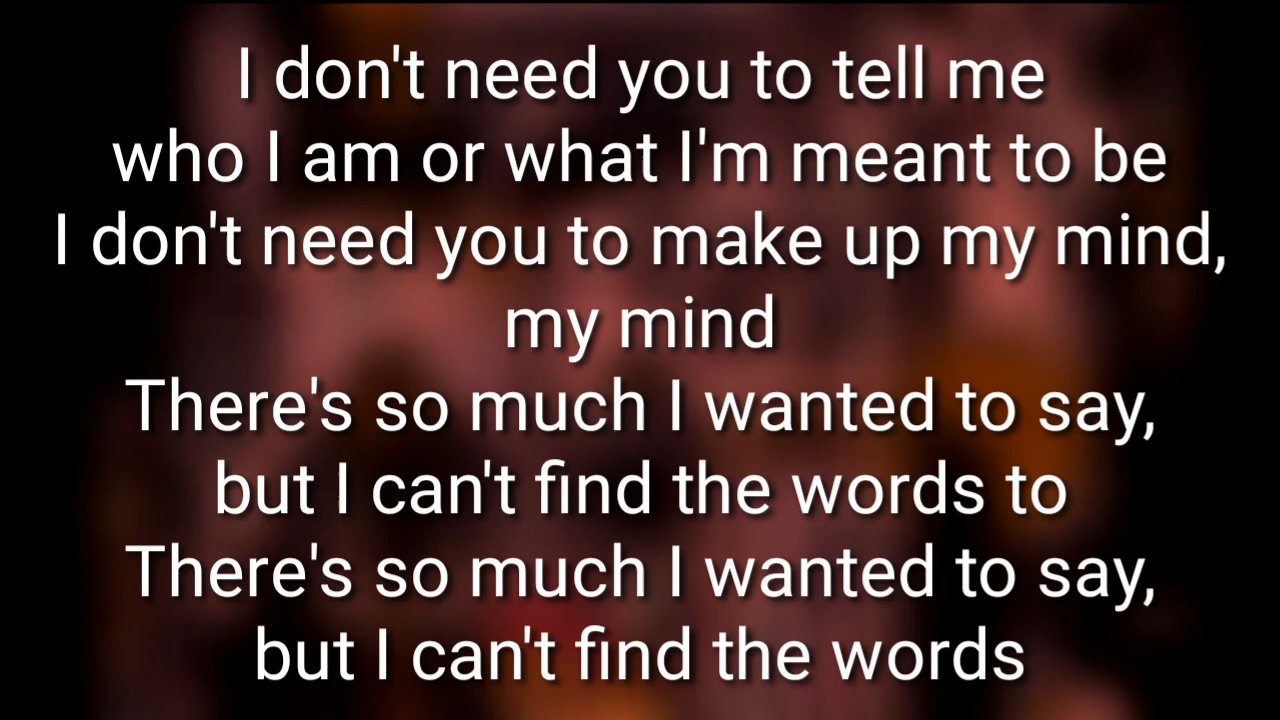 I don't need you to tell me
who I am or what I'm meant to be
I don't need you to make up my mind,
my mind
There's so much I wanted to say,
but I can't find the words to
There's so much I wanted to say,
but I can't find the words